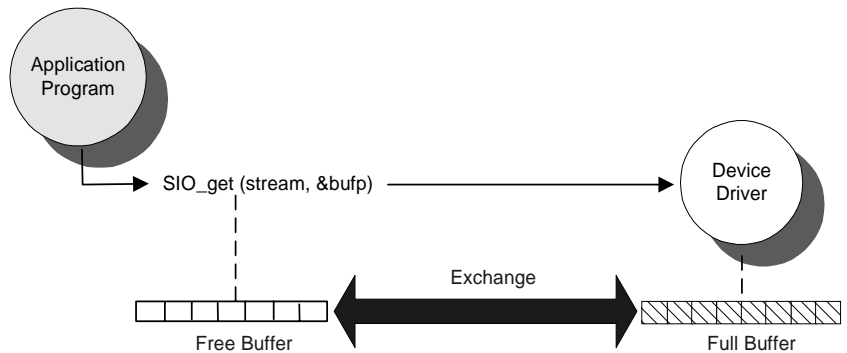 Application
Program
SIO_get (stream, &bufp)
Device
Driver
Exchange
Free Buffer
Full Buffer